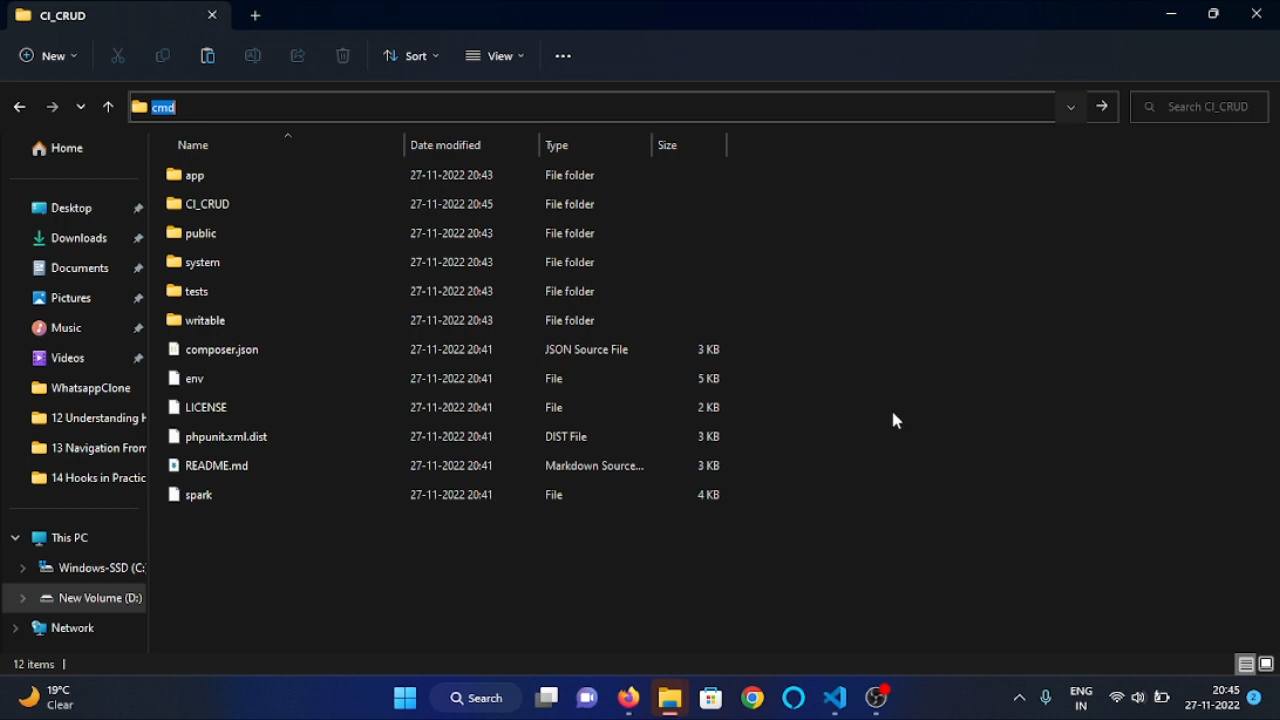 CI_CRUD
New
Sort
View
cmd
Search CI_CRUD
Name
Date modified
Type
Size
Home
Desktop
Downloads
Documents
Pictures
Music
Videos
WhatsappClone
12 Understanding
13 Navigation From
14 Hooks in Practic
This PC
Windows-SSD (C:
New Volume (D:)
Network
app 27-11-2022 20:43 File folder
CI_CRUD 27-11-2022 20:45 File folder
public 27-11-2022 20:43 File folder
system 27-11-2022 20:43 File folder
tests 27-11-2022 20:43 File folder
writable 27-11-2022 20:43 File folder
composer.json 27-11-2022 20:41 JSON Source File 3 KB
env 27-11-2022 20:41 File 5 KB
LICENSE 27-11-2022 20:41 File 2 KB
phpunit.xml.dist 27-11-2022 20:41 DIST File 3 KB
README.md 27-11-2022 20:41 Markdown Source... 3 KB
spark 27-11-2022 20:41 File 4 KB
12 items
19°C
Clear
Search
ENG
IN
20:45
27-11-2022
2